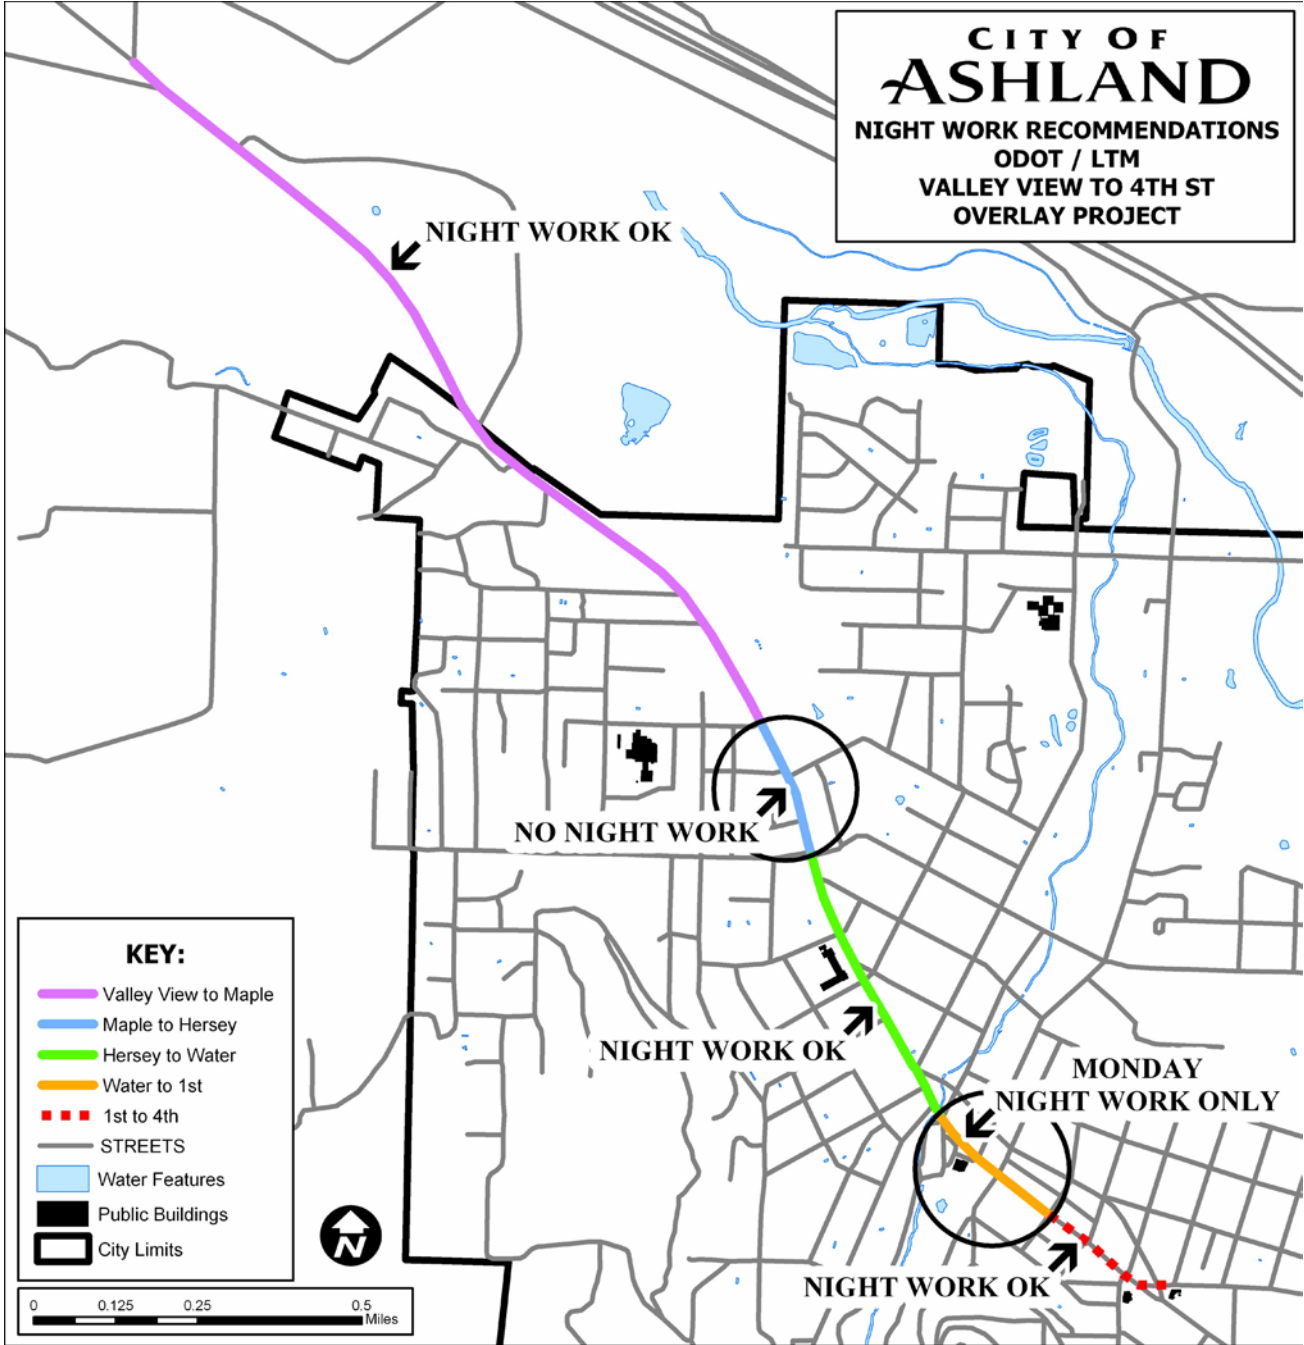 CITY OF
ASHLAND
NIGHT WORK RECOMMENDATIONS
ODOT / LTM
VALLEY VIEW TO 4TH ST
OVERLAY PROJECT
NIGHT WORK OK
NO NIGHT WORK
NIGHT WORK OK
MONDAY
NIGHT WORK ONLY
NIGHT WORK OK
KEY:
Valley View to Maple
Maple to Hersey
Hersey to Water
Water to 1st
1st to 4th
STREETS
Water Features
Public Buildings
City Limits
N
0 0.125 0.25 0.5
Miles